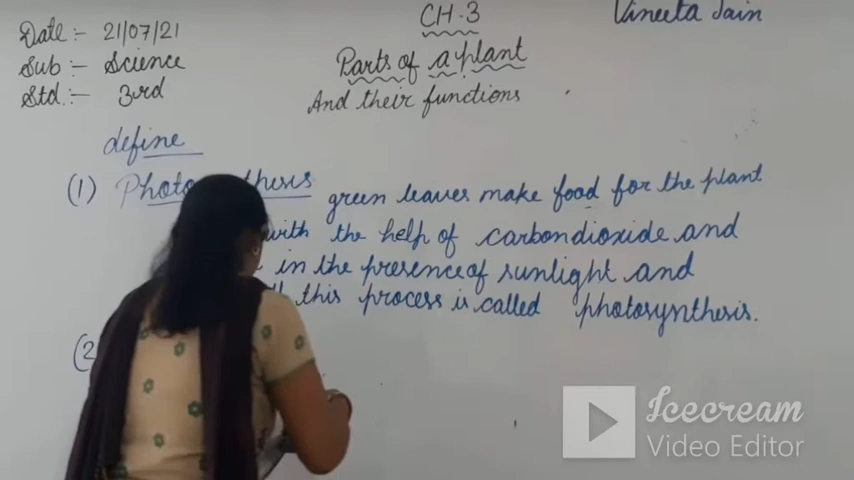 CH.3
Vineeta Jain
Date :- 21/07/21
Sub :- Science
Std. :- 3rd
Parts of a plant
And their functions
define
(1) Photosynthesis
green leaves make food for the plant
with the help of carbondioxide and
in the presence of sunlight and
this process is called photosynthesis.
(2
Icecream
Video Editor